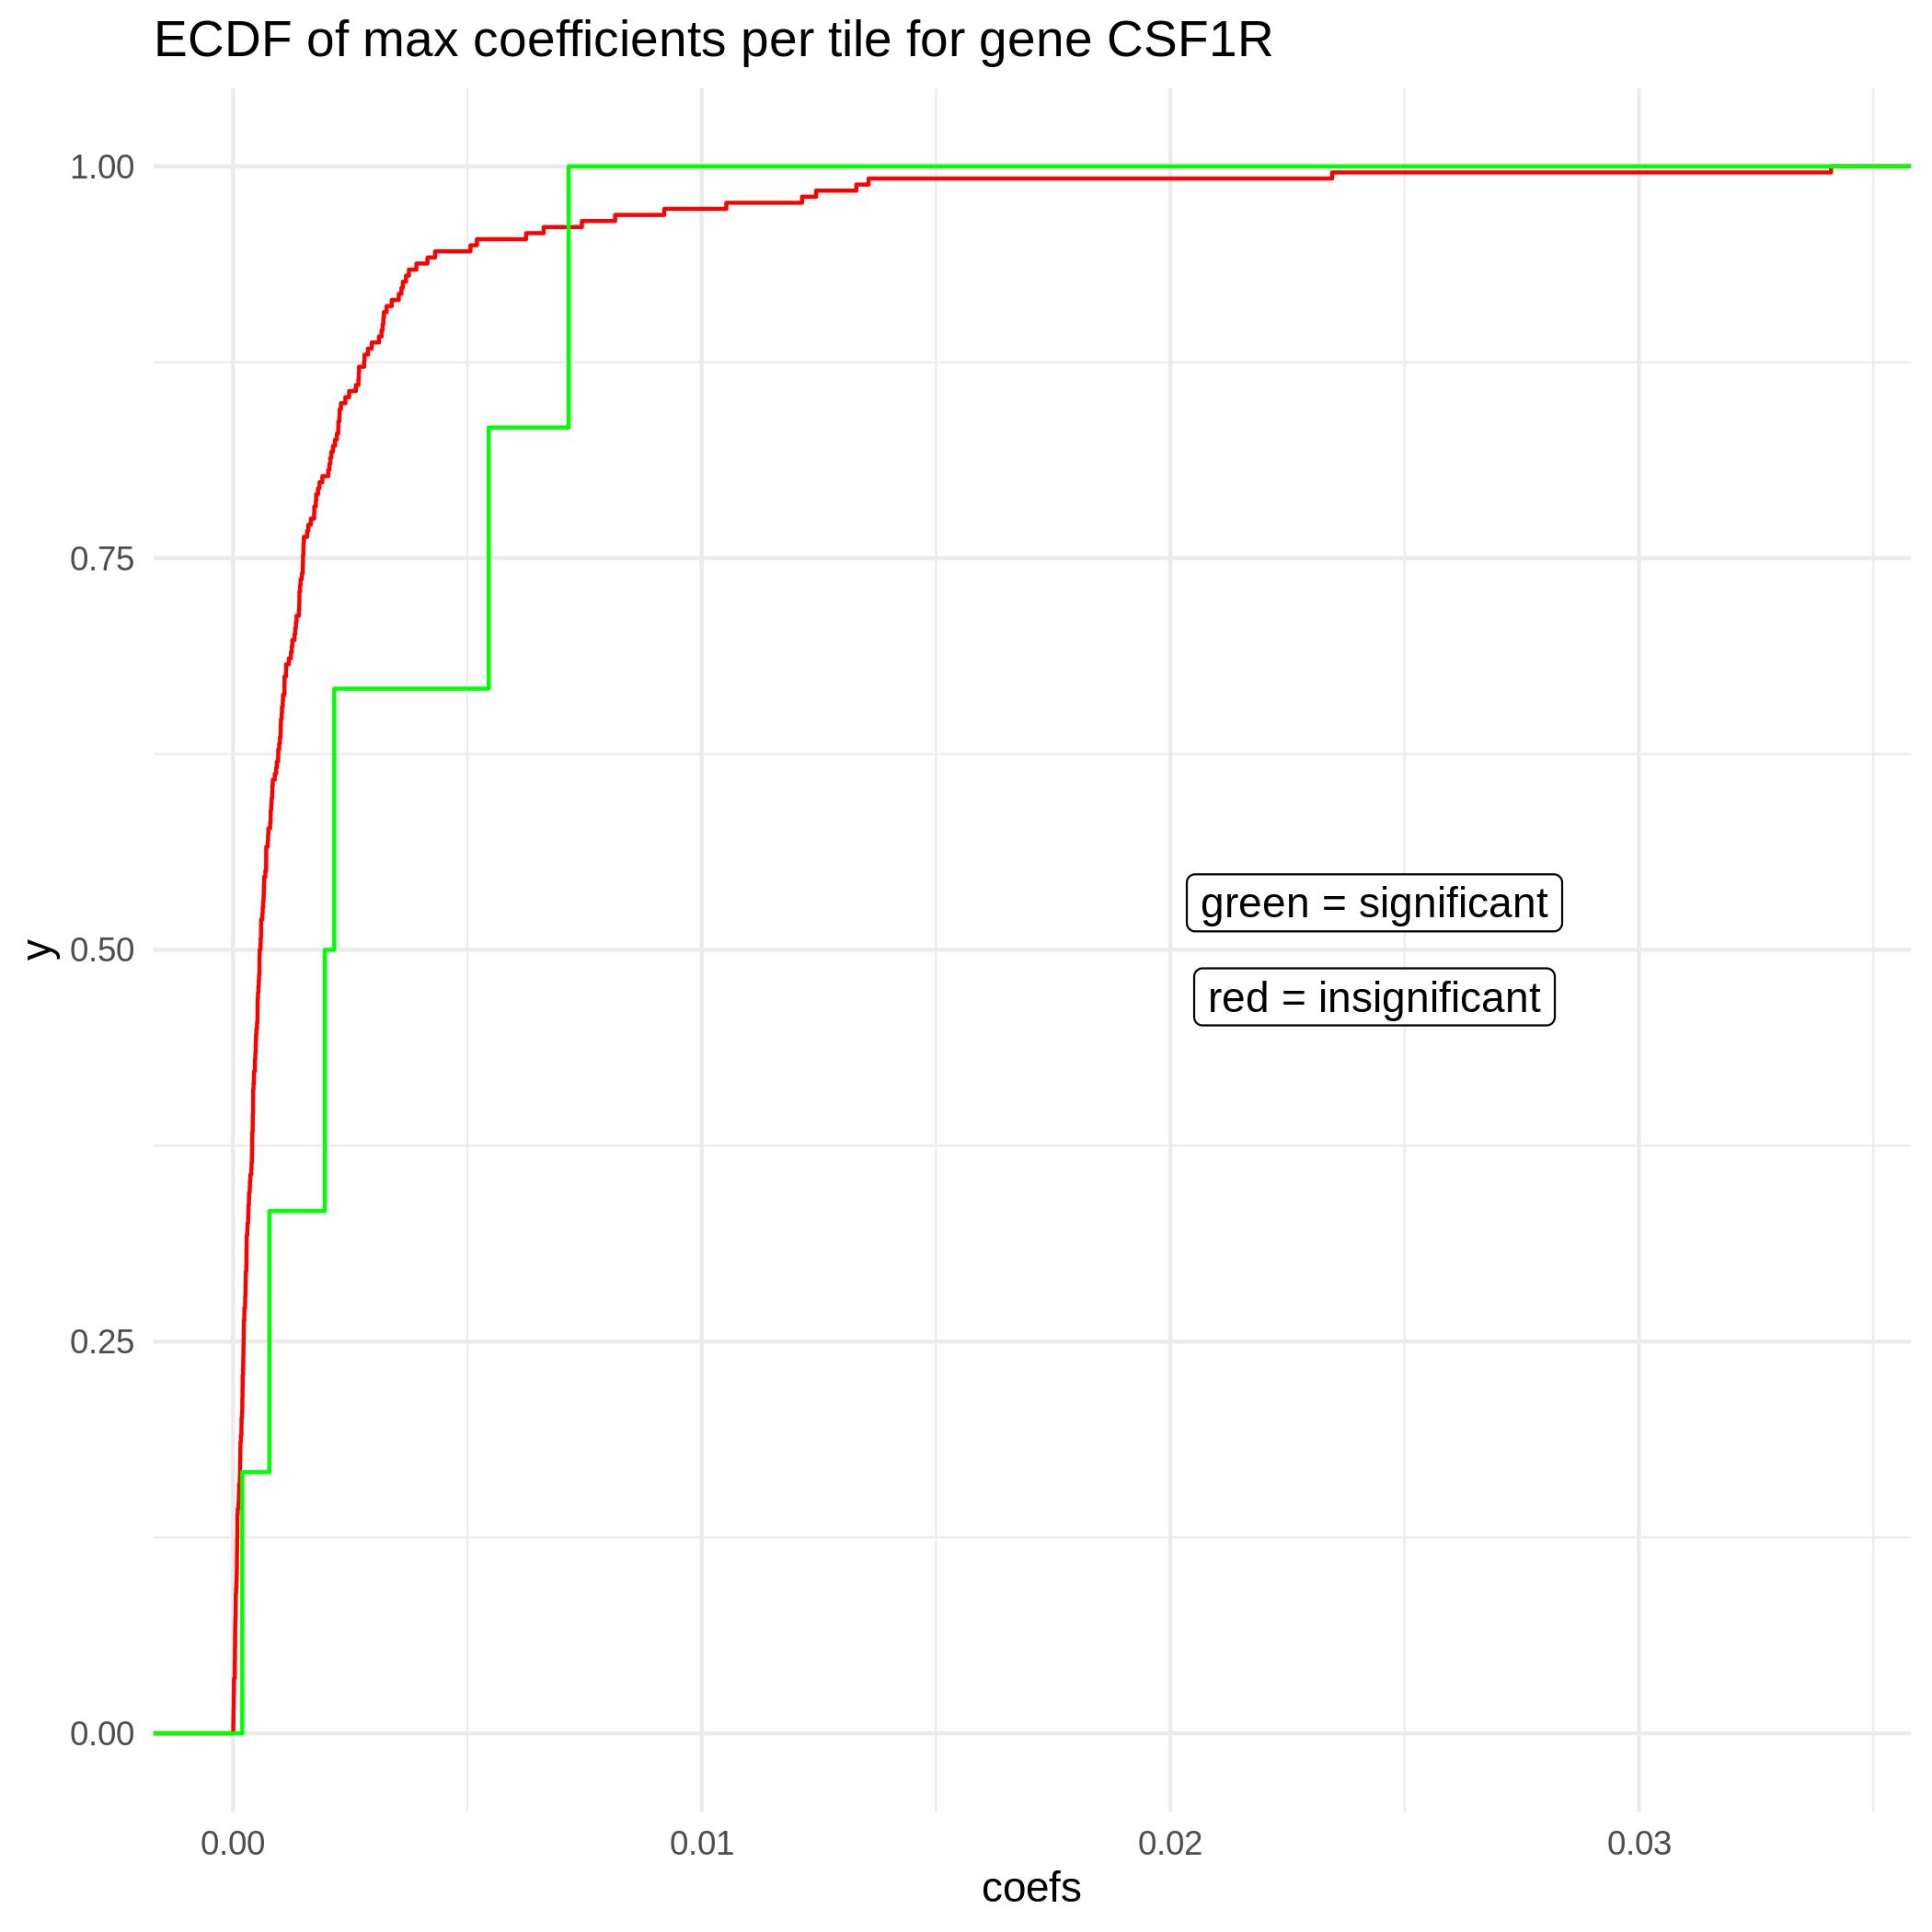 ECDF of max coefficients per tile for gene CSF1R
1.00
0.75
0.50
0.25
0.00
y
green = significant
red = insignificant
0.00 0.01 0.02 0.03
coefs